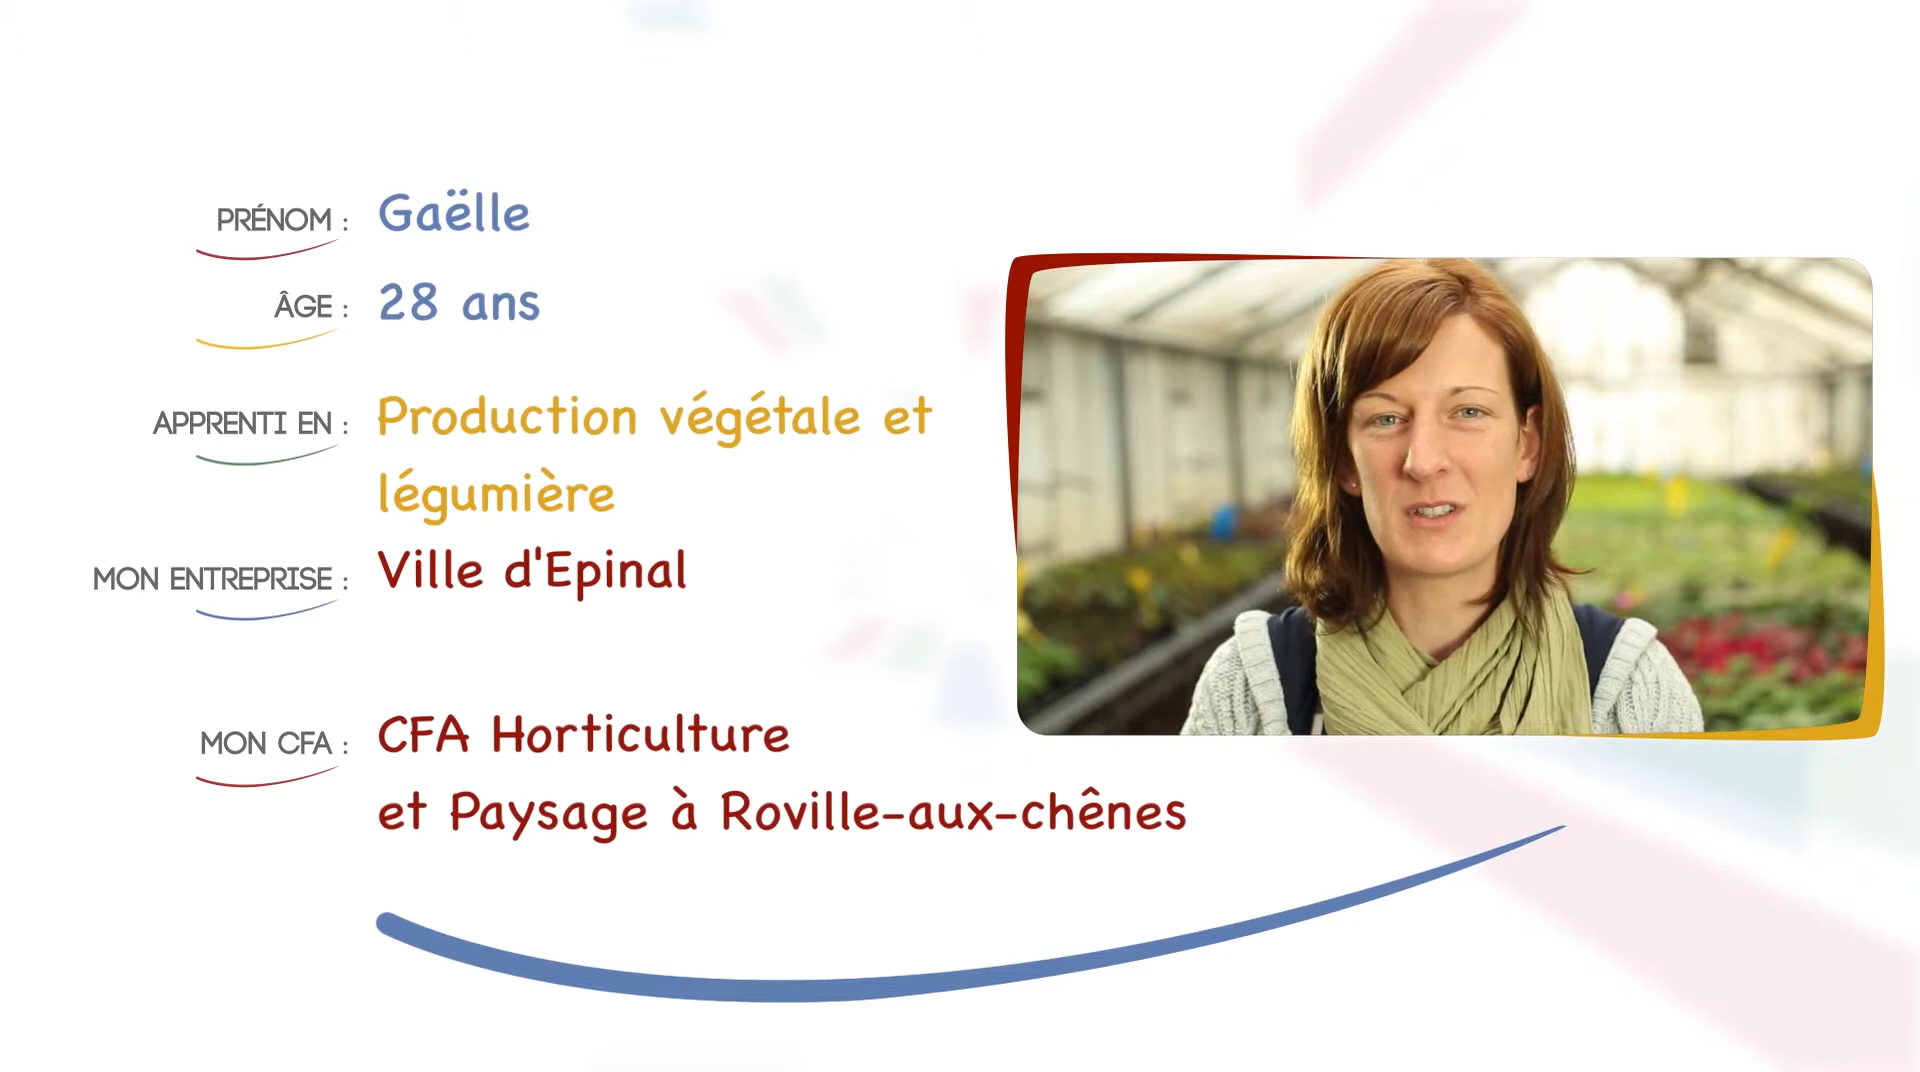 PRÉNOM : Gaëlle
ÂGE : 28 ans
APPRENTI EN : Production végétale et
légumière
MON ENTREPRISE : Ville d'Epinal
MON CFA : CFA Horticulture
et Paysage à Roville-aux-chênes